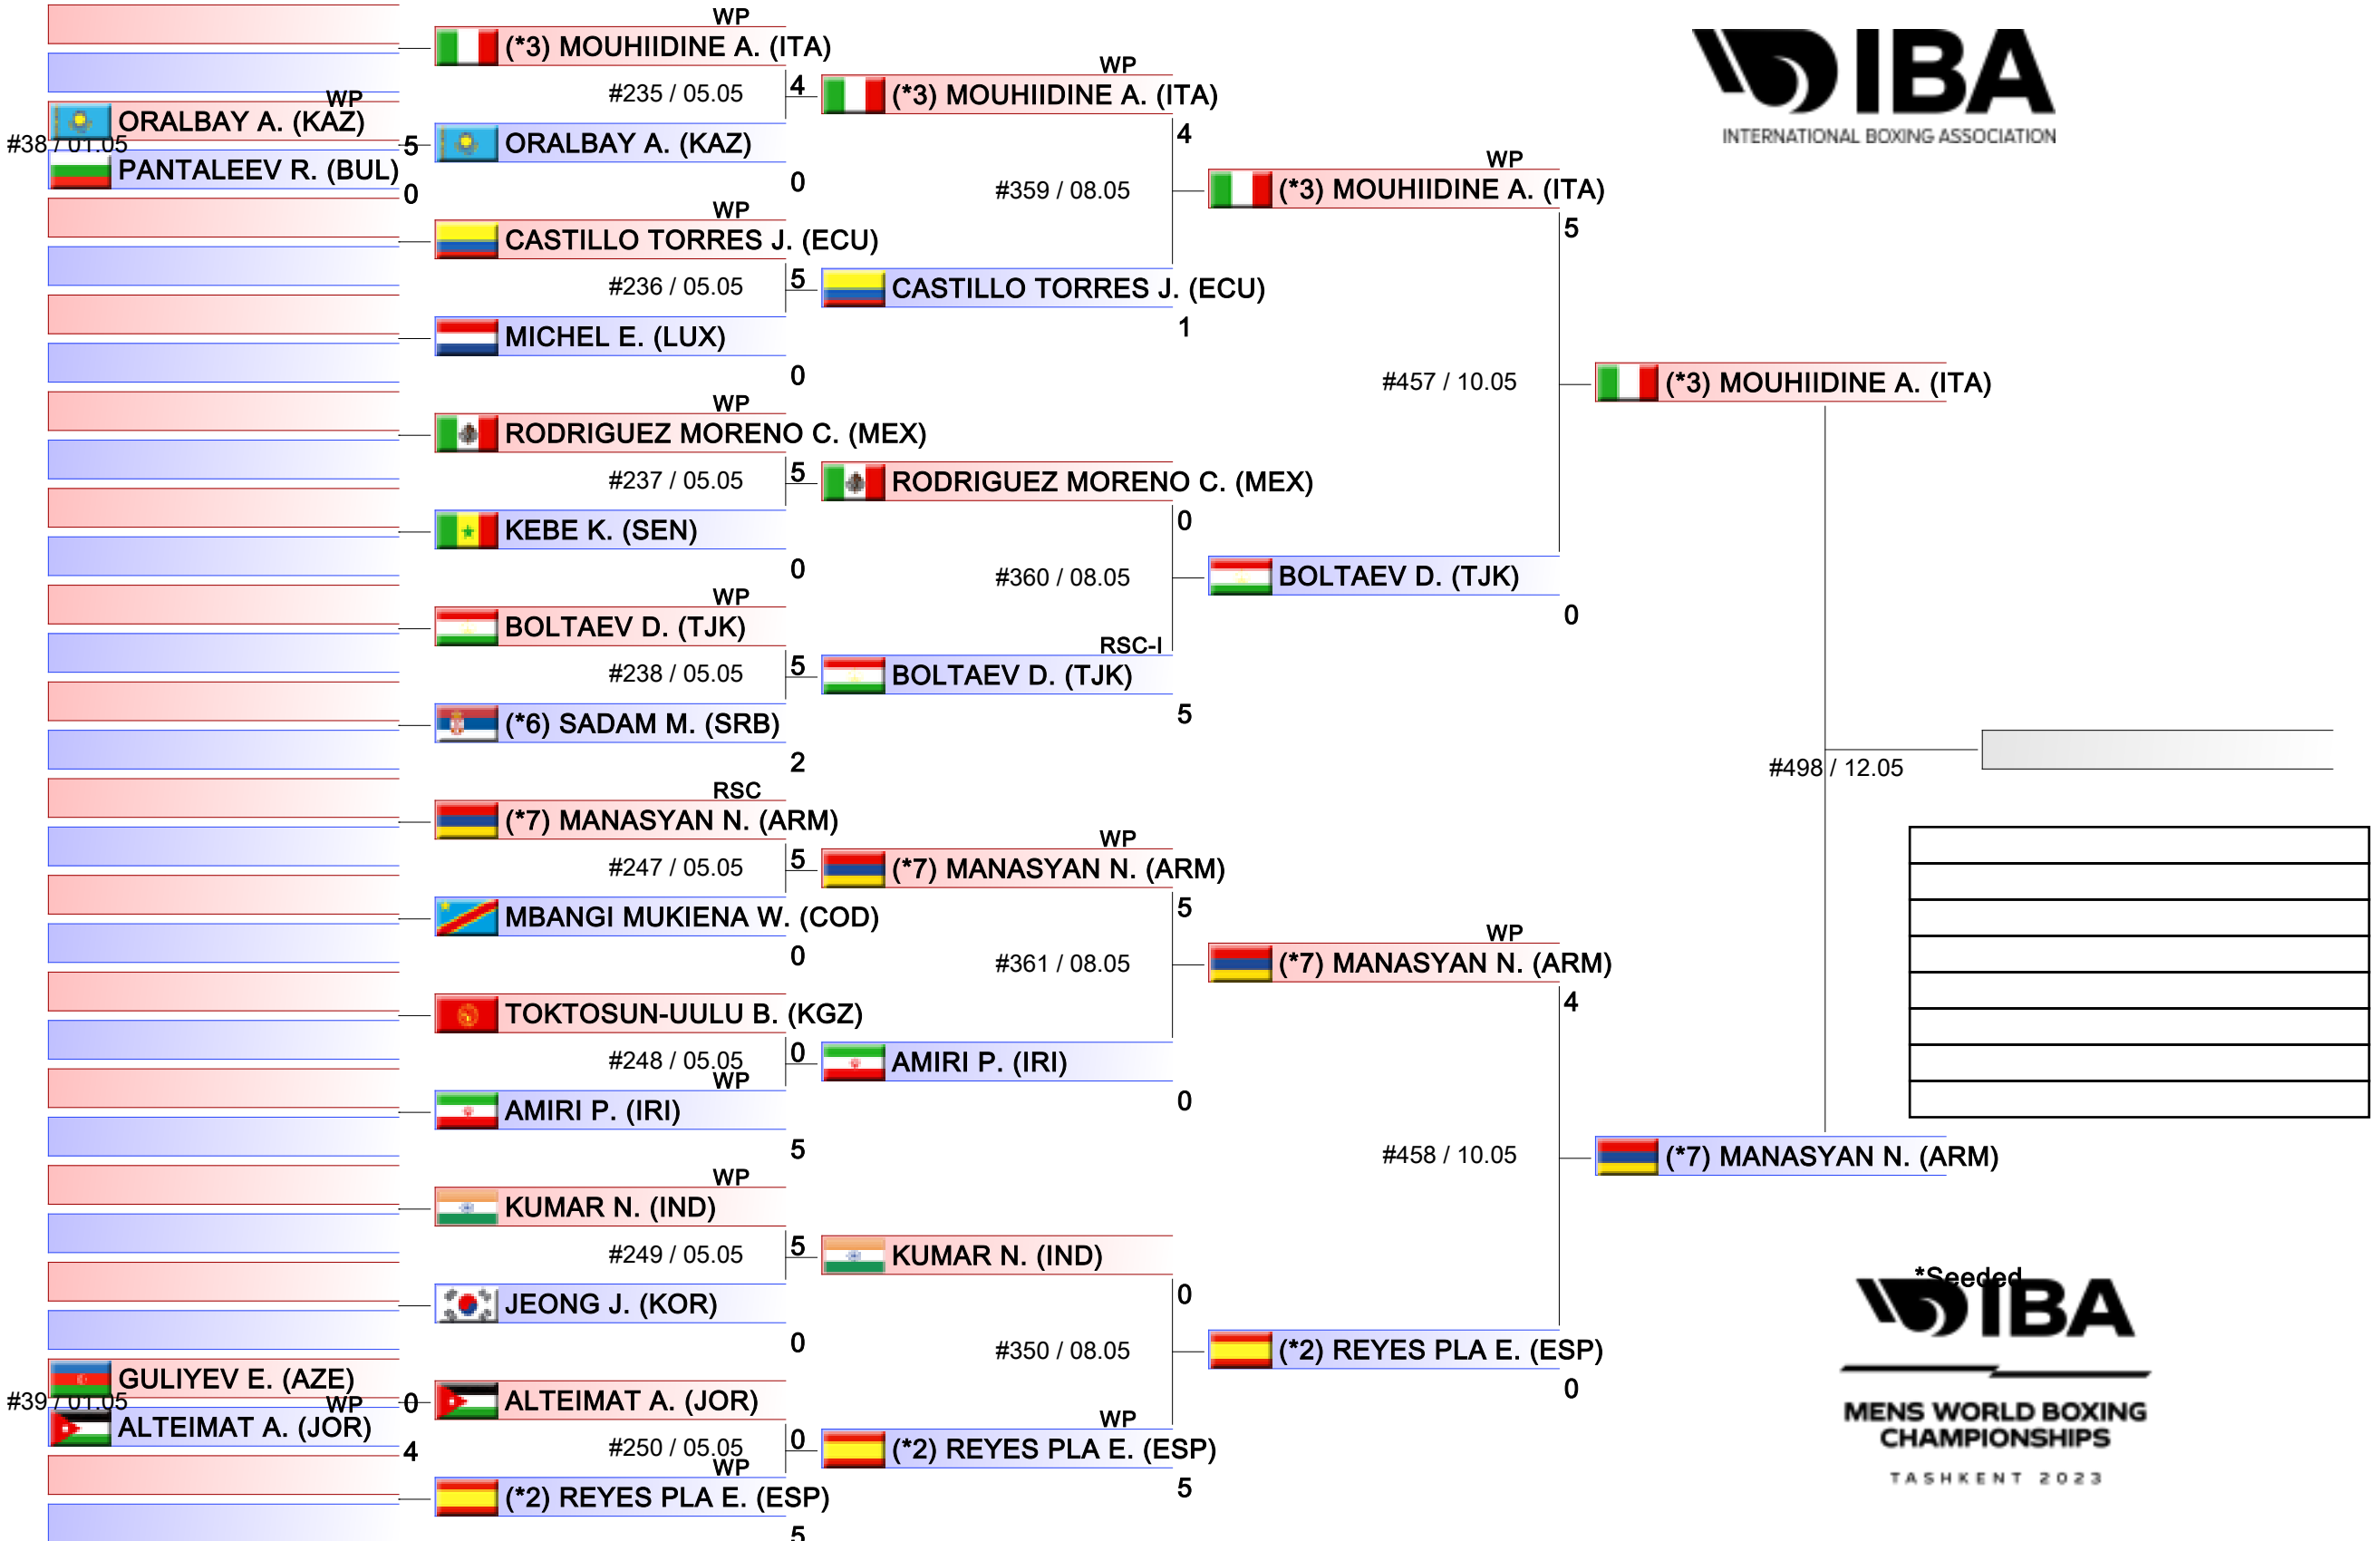 WP
ORALBAY A. (KAZ)
#38 / 01.05
5
PANTALEEV R. (BUL)
0
GULIYEV E. (AZE)
#39 / 01.05
WP
0
ALTEIMAT A. (JOR)
4
WP
(*3) MOUHIIDINE A. (ITA)
#235 / 05.05
4
ORALBAY A. (KAZ)
0
WP
CASTILLO TORRES J. (ECU)
#236 / 05.05
5
MICHEL E. (LUX)
0
WP
RODRIGUEZ MORENO C. (MEX)
#237 / 05.05
5
KEBE K. (SEN)
0
WP
BOLTAEV D. (TJK)
#238 / 05.05
5
(*6) SADAM M. (SRB)
2
RSC
(*7) MANASYAN N. (ARM)
#247 / 05.05
5
MBANGI MUKIENA W. (COD)
0
TOKTOSUN-UULU B. (KGZ)
#248 / 05.05
0
WP
AMIRI P. (IRI)
5
WP
KUMAR N. (IND)
#249 / 05.05
5
JEONG J. (KOR)
0
ALTEIMAT A. (JOR)
#250 / 05.05
0
WP
(*2) REYES PLA E. (ESP)
5
WP
(*3) MOUHIIDINE A. (ITA)
4
#359 / 08.05
CASTILLO TORRES J. (ECU)
1
RODRIGUEZ MORENO C. (MEX)
0
#360 / 08.05
RSC-I
BOLTAEV D. (TJK)
5
WP
(*7) MANASYAN N. (ARM)
5
#361 / 08.05
AMIRI P. (IRI)
0
KUMAR N. (IND)
0
#350 / 08.05
WP
(*2) REYES PLA E. (ESP)
5
WP
(*3) MOUHIIDINE A. (ITA)
5
#457 / 10.05
BOLTAEV D. (TJK)
0
WP
(*7) MANASYAN N. (ARM)
4
#458 / 10.05
(*2) REYES PLA E. (ESP)
0
(*3) MOUHIIDINE A. (ITA)
#498 / 12.05
(*7) MANASYAN N. (ARM)
IBA
INTERNATIONAL BOXING ASSOCIATION
*Seeded
IBA
MENS WORLD BOXING
CHAMPIONSHIPS
TASHKENT 2023